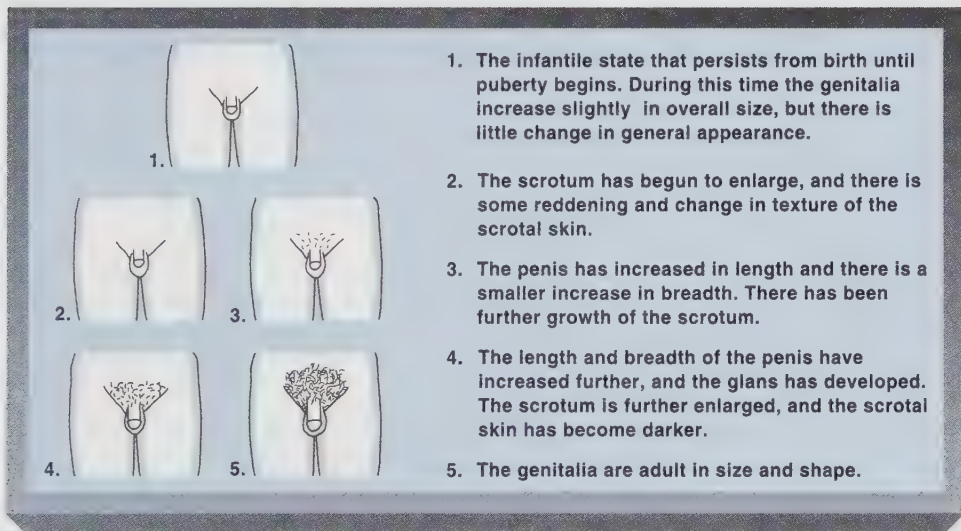 1. The infantile state that persists from birth until
puberty begins. During this time the genitalia
increase slightly in overall size, but there is
little change in general appearance.
1.
2. The scrotum has begun to enlarge, and there is
some reddening and change in texture of the
scrotal skin.
2.
3.
3. The penis has increased in length and there is a
smaller increase in breadth. There has been
further growth of the scrotum.
4. The length and breadth of the penis have
increased further, and the glans has developed.
The scrotum is further enlarged, and the scrotal
skin has become darker.
4.
5.
5. The genitalia are adult in size and shape.